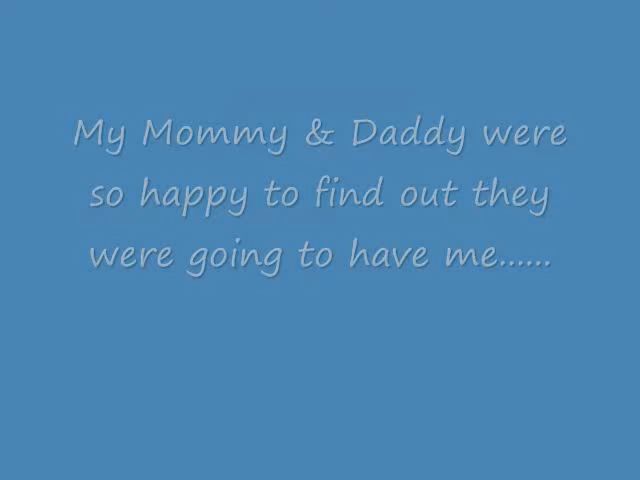 My Mommy & Daddy were
so happy to find out they
were going to have me......